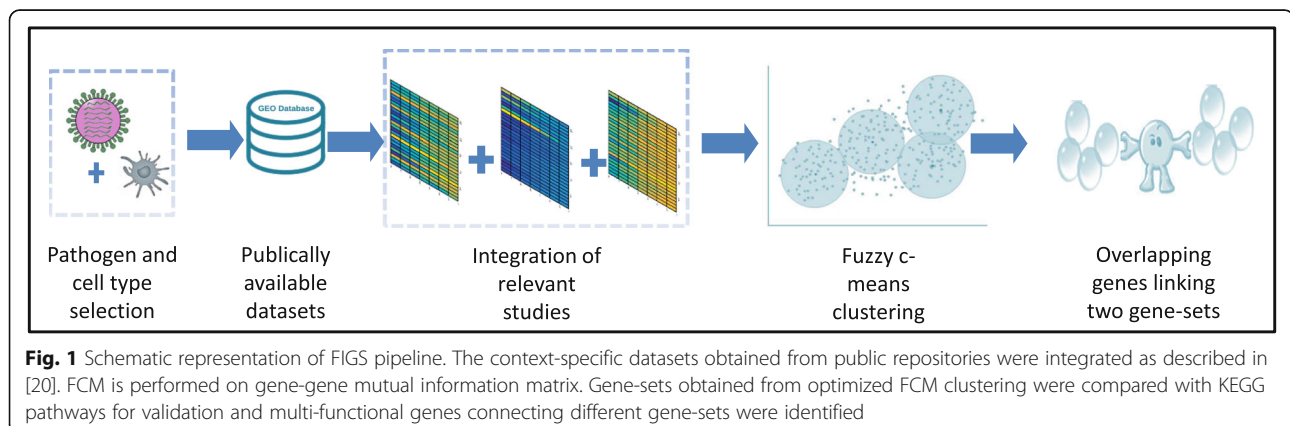 GEO Database
Pathogen and
cell type
selection
Publically
available
datasets
Integration of
relevant
studies
Fuzzy c-
means
clustering
Overlapping
genes linking
two gene-sets
Fig. 1 Schematic representation of FIGS pipeline. The context-specific datasets obtained from public repositories were integrated as described in
[20]. FCM is performed on gene-gene mutual information matrix. Gene-sets obtained from optimized FCM clustering were compared with KEGG
pathways for validation and multi-functional genes connecting different gene-sets were identified